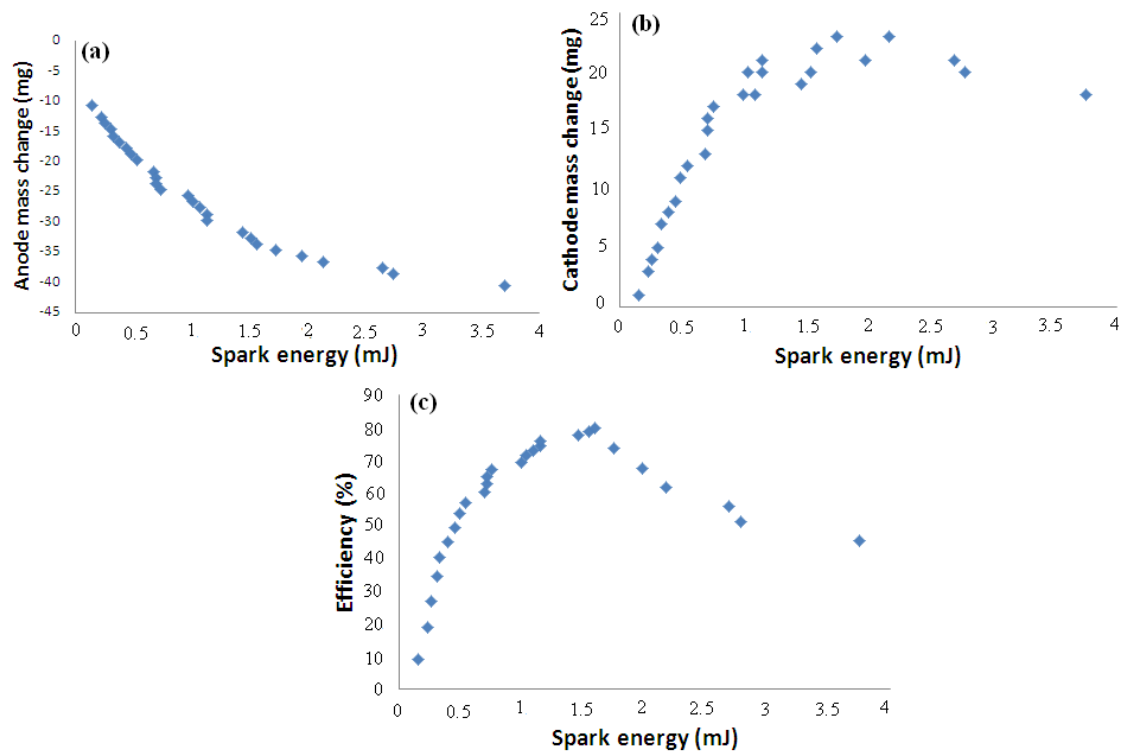 (a)
Anode mass change (mg)
0
-5
-10
-15
-20
-25
-30
-35
-40
-45
0 0.5 1 1.5 2 2.5 3 3.5 4
Spark energy (mJ)
(b)
Cathode mass change (mg)
25
20
15
10
5
0
0 0.5 1 1.5 2 2.5 3 3.5 4
Spark energy (mJ)
(c)
Efficiency (%)
90
80
70
60
50
40
30
20
10
0
0 0.5 1 1.5 2 2.5 3 3.5 4
Spark energy (mJ)